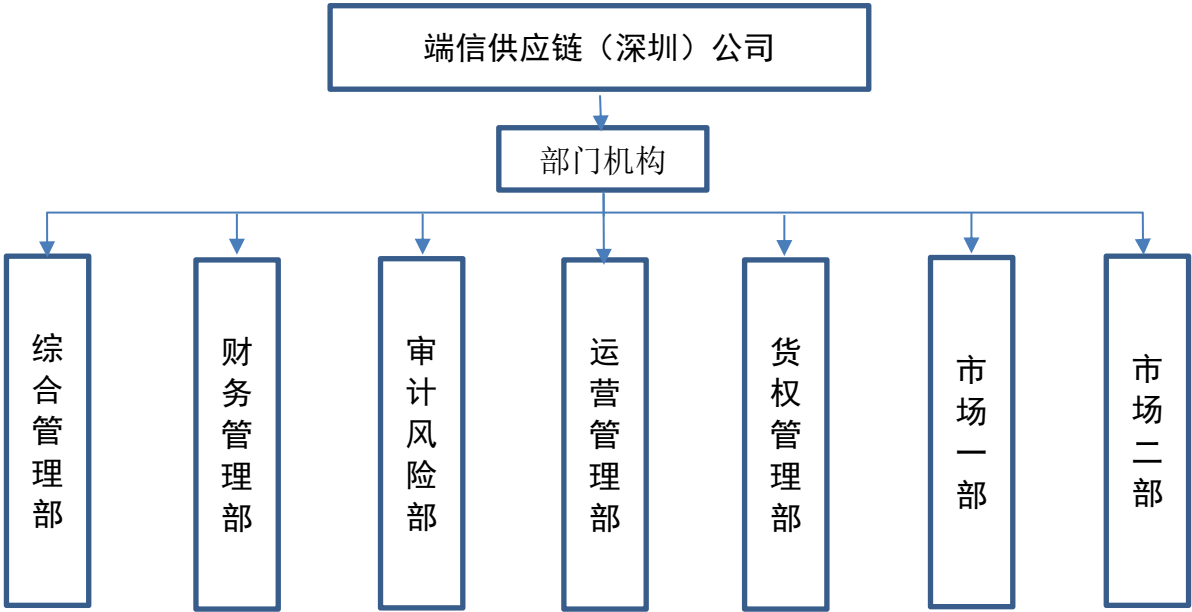 端信供应链（深圳）公司
部门机构
综合管理部
财务管理部
审计风险部
运营管理部
货权管理部
市场一部
市场二部